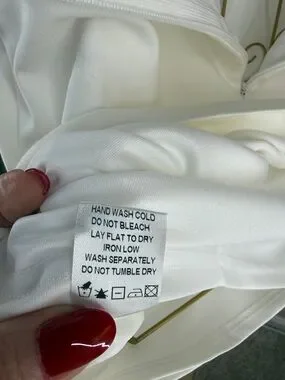 HAND WASH COLD
DO NOT BLEACH
LAY FLAT TO DRY
IRON LOW
WASH SEPARATELY
DO NOT TUMBLE DRY